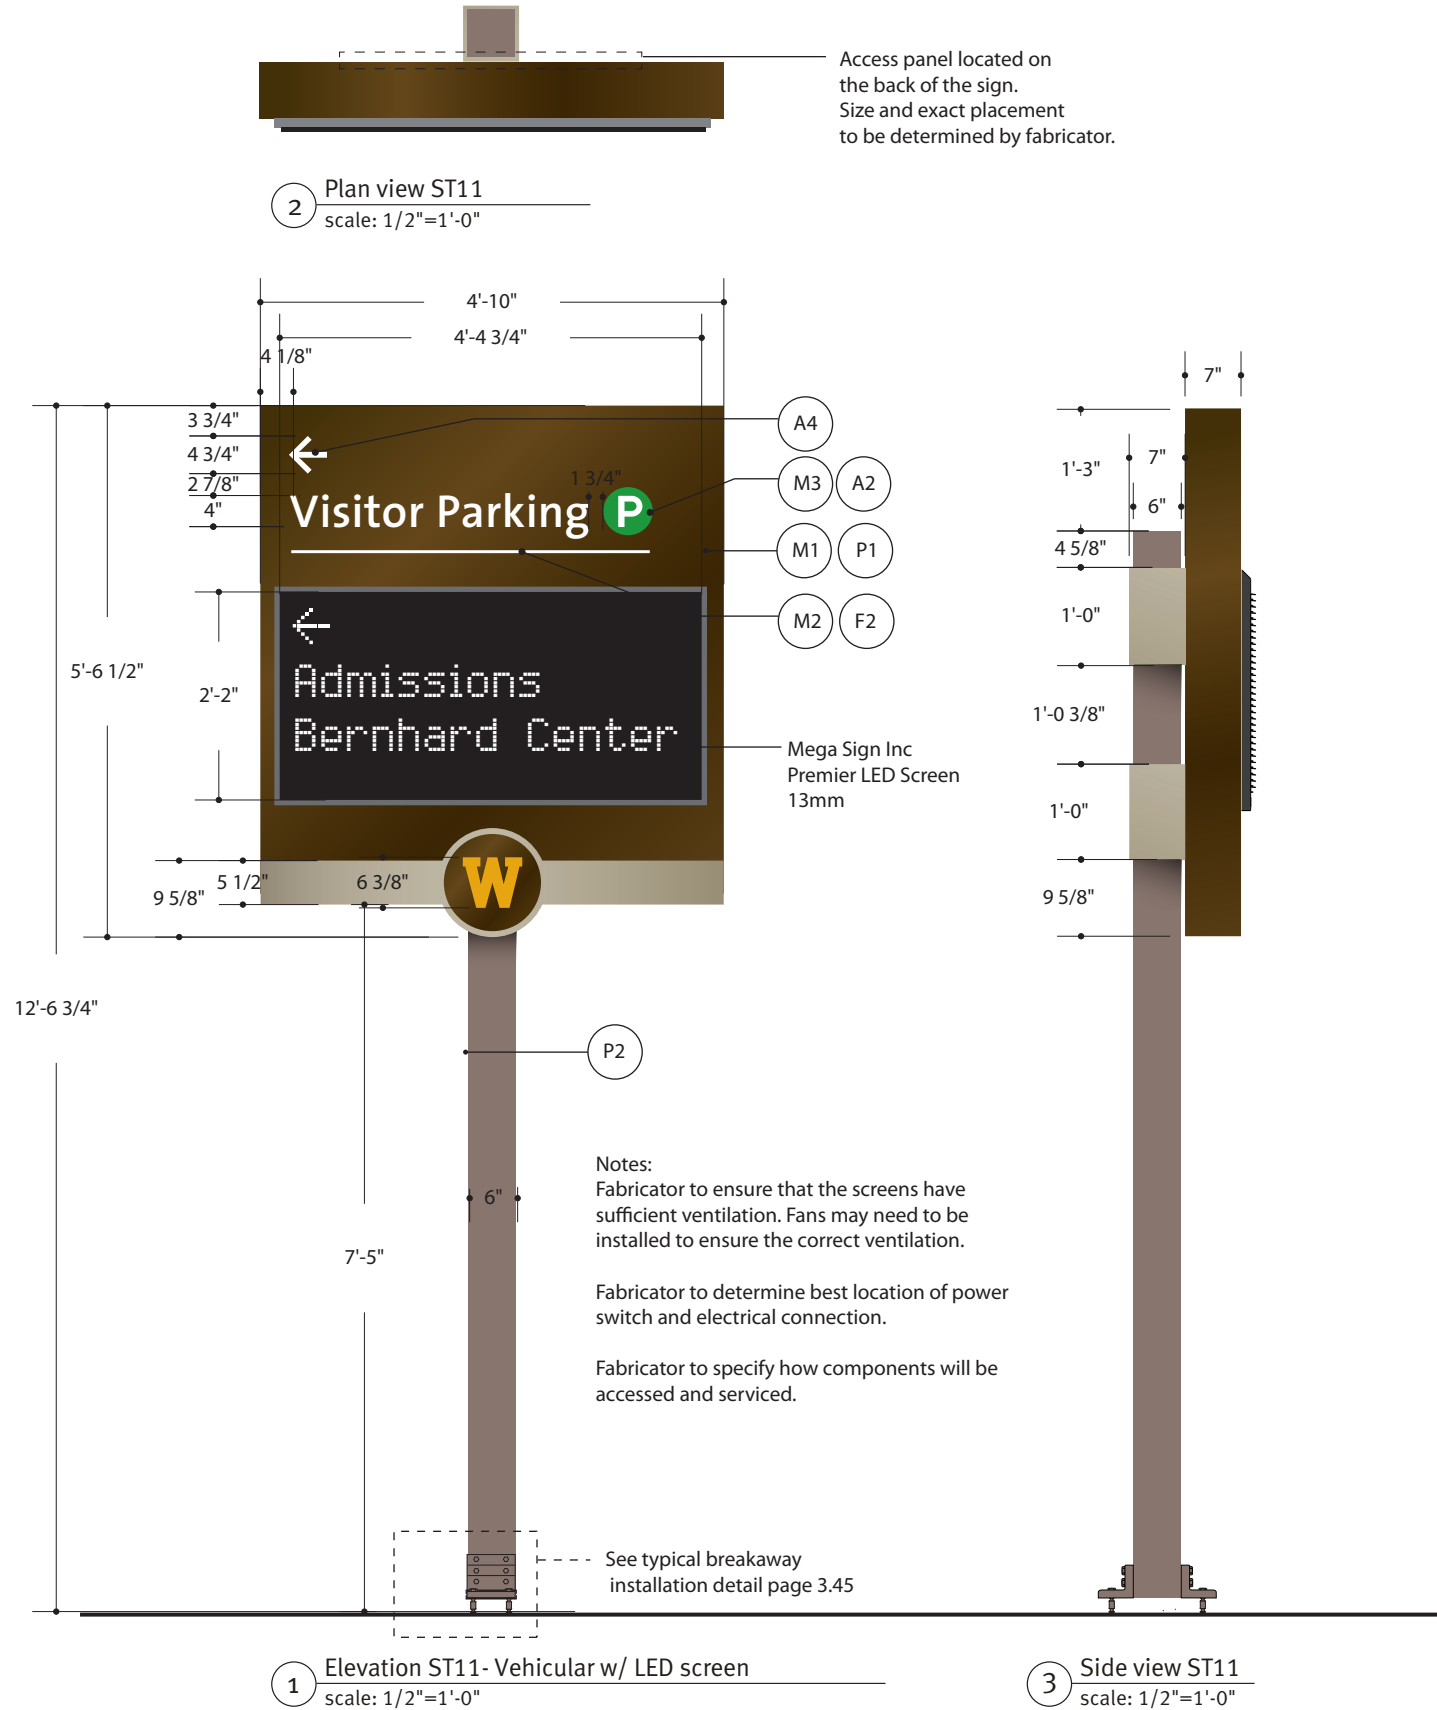 Access panel located on
the back of the sign.
Size and exact placement
to be determined by fabricator.
2
Plan view ST11
scale: 1/2"=1'-0"
4'-10"
4'-4 3/4"
4 1/8"
7"
3 3/4"
4 3/4"
2 7/8"
4"
1 3/4"
Visitor Parking P
A4
M3 A2
M1 P1
M2 F2
1'-3"
7"
6"
4 5/8"
1'-0"
1'-0 3/8"
1'-0"
9 5/8"
5'-6 1/2"
2'-2"
Admissions
Bernhard Center
Mega Sign Inc
Premier LED Screen
13mm
5 1/2"
9 5/8"
6 3/8"
W
12'-6 3/4"
P2
6"
7'-5"
Notes:
Fabricator to ensure that the screens have
sufficient ventilation. Fans may need to be
installed to ensure the correct ventilation.
Fabricator to determine best location of power
switch and electrical connection.
Fabricator to specify how components will be
accessed and serviced.
See typical breakaway
installation detail page 3.45
1
Elevation ST11- Vehicular w/ LED screen
scale: 1/2"=1'-0"
3
Side view ST11
scale: 1/2"=1'-0"